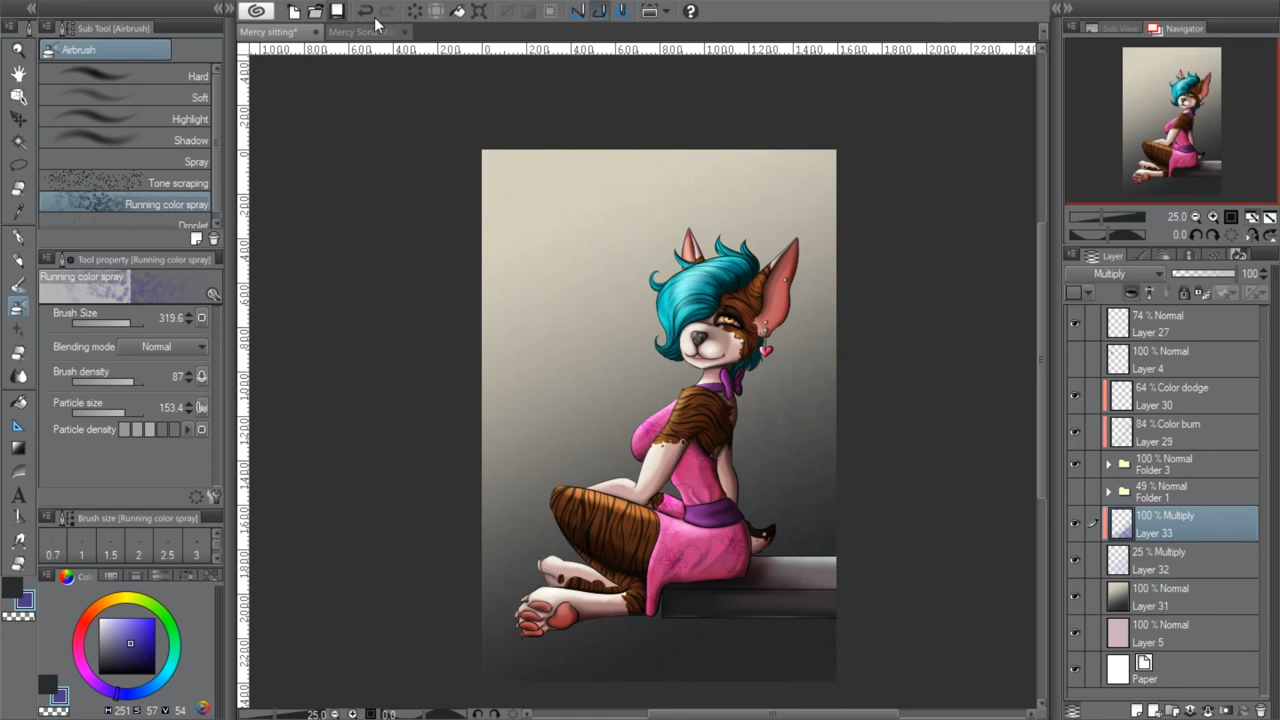 Sub Tool [Airbrush]
Airbrush
Hard
Soft
Highlight
Shadow
Spray
Tone scraping
Running color spray
Droplet
Tool property [Running color spray]
Running color spray
Brush Size 319.6
Blending mode Normal
Brush density 87
Particle size 153.4
Particle density
Brush size [Running color spray]
0.7 1 1.5 2 2.5 3
H 251 S 57 V 54
Mercy sitting*
Mercy
25.0
0.0
Sub View
Navigator
25.0
0.0
Layer
Multiply 100
74 % Normal
Layer 27
100 % Normal
Layer 4
64 % Color dodge
Layer 30
84 % Color burn
Layer 29
100 % Normal
Folder 3
49 % Normal
Folder 1
100 % Multiply
Layer 33
25 % Multiply
Layer 32
100 % Normal
Layer 31
100 % Normal
Layer 5
Paper